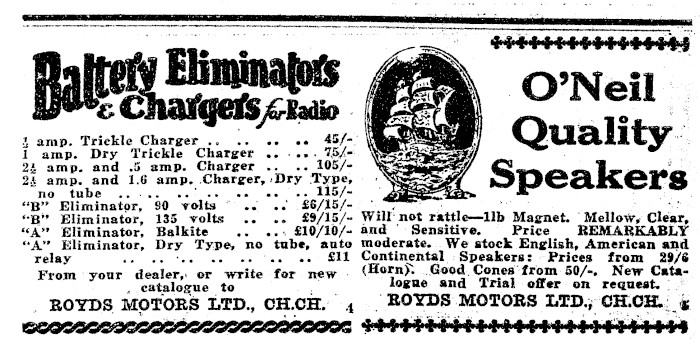 Battery Eliminators
& Chargers for Radio
½ amp. Trickle Charger .. .. .. .. 45/-
1 amp. Dry Trickle Charger .. .. .. 75/-
2½ amp. and .5 amp. Charger .. .. 105/-
2½ amp. and 1.6 amp. Charger, Dry Type,
no tube .. .. .. .. .. .. 115/-
"B" Eliminator, 90 volts .. .. £6/15/-
"B" Eliminator, 135 volts .. .. £9/15/-
"A" Eliminator, Balkite .. .. £10/10/-
"A" Eliminator, Dry Type, no tube, auto
relay .. .. .. .. .. .. £11
From your dealer, or write for new
catalogue to
ROYDS MOTORS LTD., CH.CH. 4
O'Neil
Quality
Speakers
Will not rattle—1lb Magnet. Mellow, Clear,
and Sensitive. Price REMARKABLY
moderate. We stock English, American and
Continental Speakers: Prices from 29/6
(Horn). Good Cones from 50/-. New Cata-
logue and Trial offer on request.
ROYDS MOTORS LTD., CH.CH.